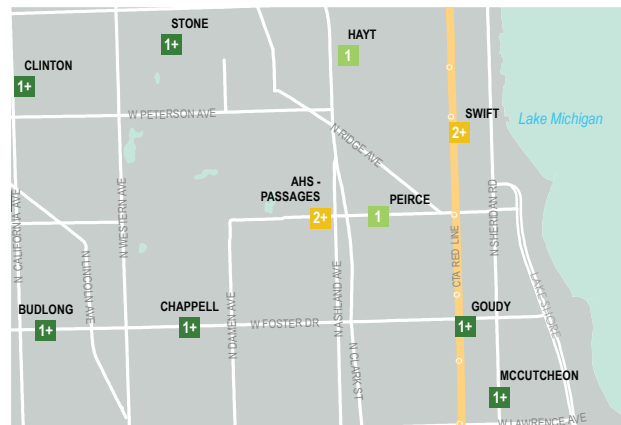 STONE
1+
HAYT
1
CLINTON
1+
W PETERSON AVE
SWIFT
2+
Lake Michigan
N RIDGE AVE
AHS -
PASSAGES
2+
PEIRCE
1
N CALIFORNIA AVE
N LINCOLN AVE
N WESTERN AVE
N DAMEN AVE
N ASHLAND AVE
N CLARK ST
CTA RED LINE
N SHERIDAN RD
LAKE SHORE
BUDLONG
1+
CHAPPELL
1+
W FOSTER DR
GOUDY
1+
MCCUTCHEON
1+
W LAWRENCE AVE